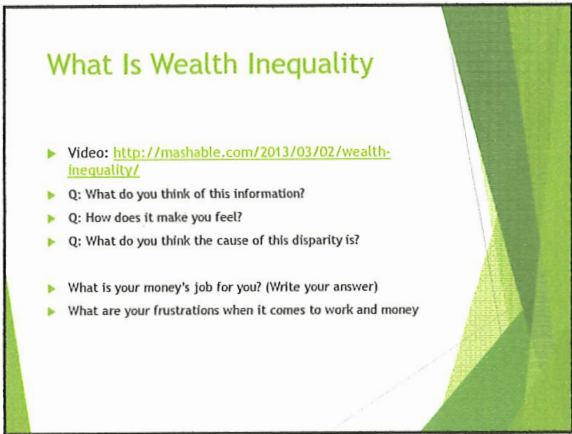 What Is Wealth Inequality
Video: http://mashable.com/2013/03/02/wealth-
inequality/
Q: What do you think of this information?
Q: How does it make you feel?
Q: What do you think the cause of this disparity is?
What is your money's job for you? (Write your answer)
What are your frustrations when it comes to work and money